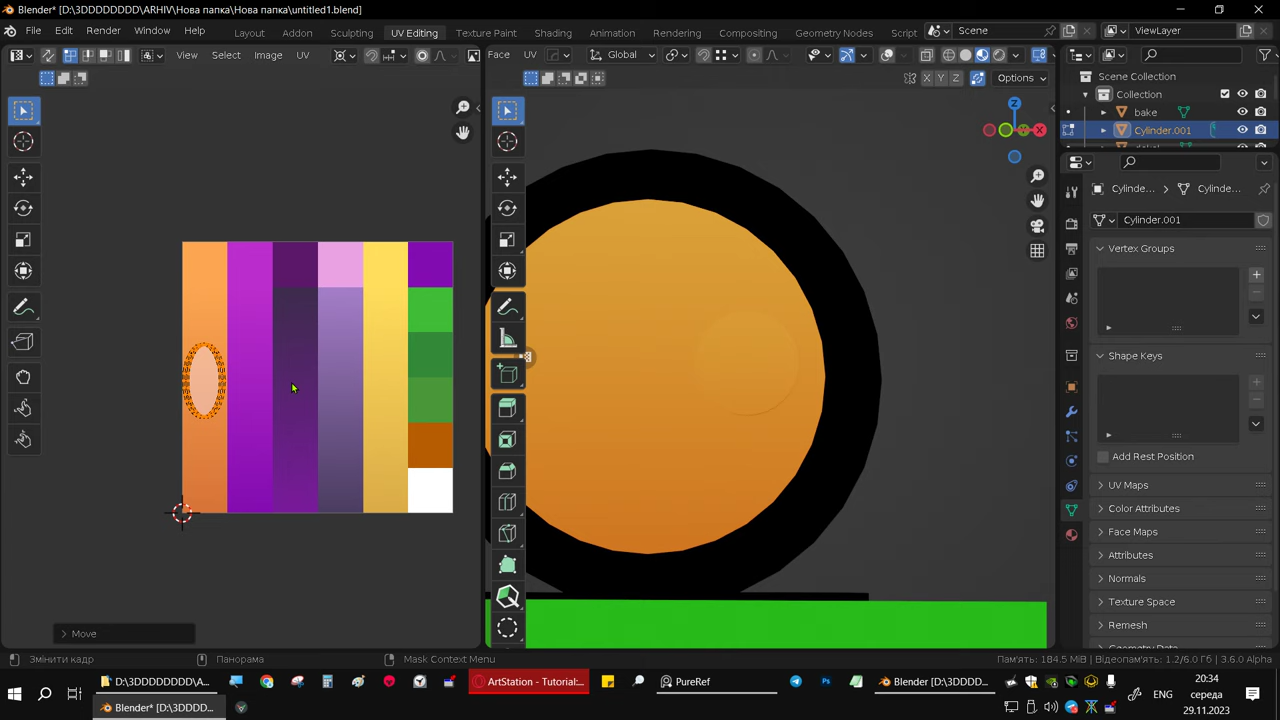 Blender* [D:\3DDDDDDDD\ARHIV\Нова папка\Нова папка\untitled1.blend]
File Edit Render Window Help
Layout Addon UV Editing Texture Paint Shading Animation Rendering Compositing Geometry Nodes
Scene ViewLayer
View Select Image UV
Face UV Global
Options
Scene Collection
Collection
bake
Cylinder.001
Cylinde... Cylinde...
Cylinder.001
Vertex Groups
Shape Keys
Add Rest Position
UV Maps
Color Attributes
Face Maps
Attributes
Normals
Texture Space
Remesh
Z
X
X Y Z
Move
Змінити кадр Панорама Mask Context Menu
Пам'ять: 184.5 MiB | Відеопам'ять: 1.2/6.0 Гб | 3.6.0 Alpha
D:\3DDDDDDDD\A...
ArtStation - Tutorial:...
PureRef
Blender [D:\3DDDD...
Blender* [D:\3DDD...
ENG
20:34
середа
29.11.2023